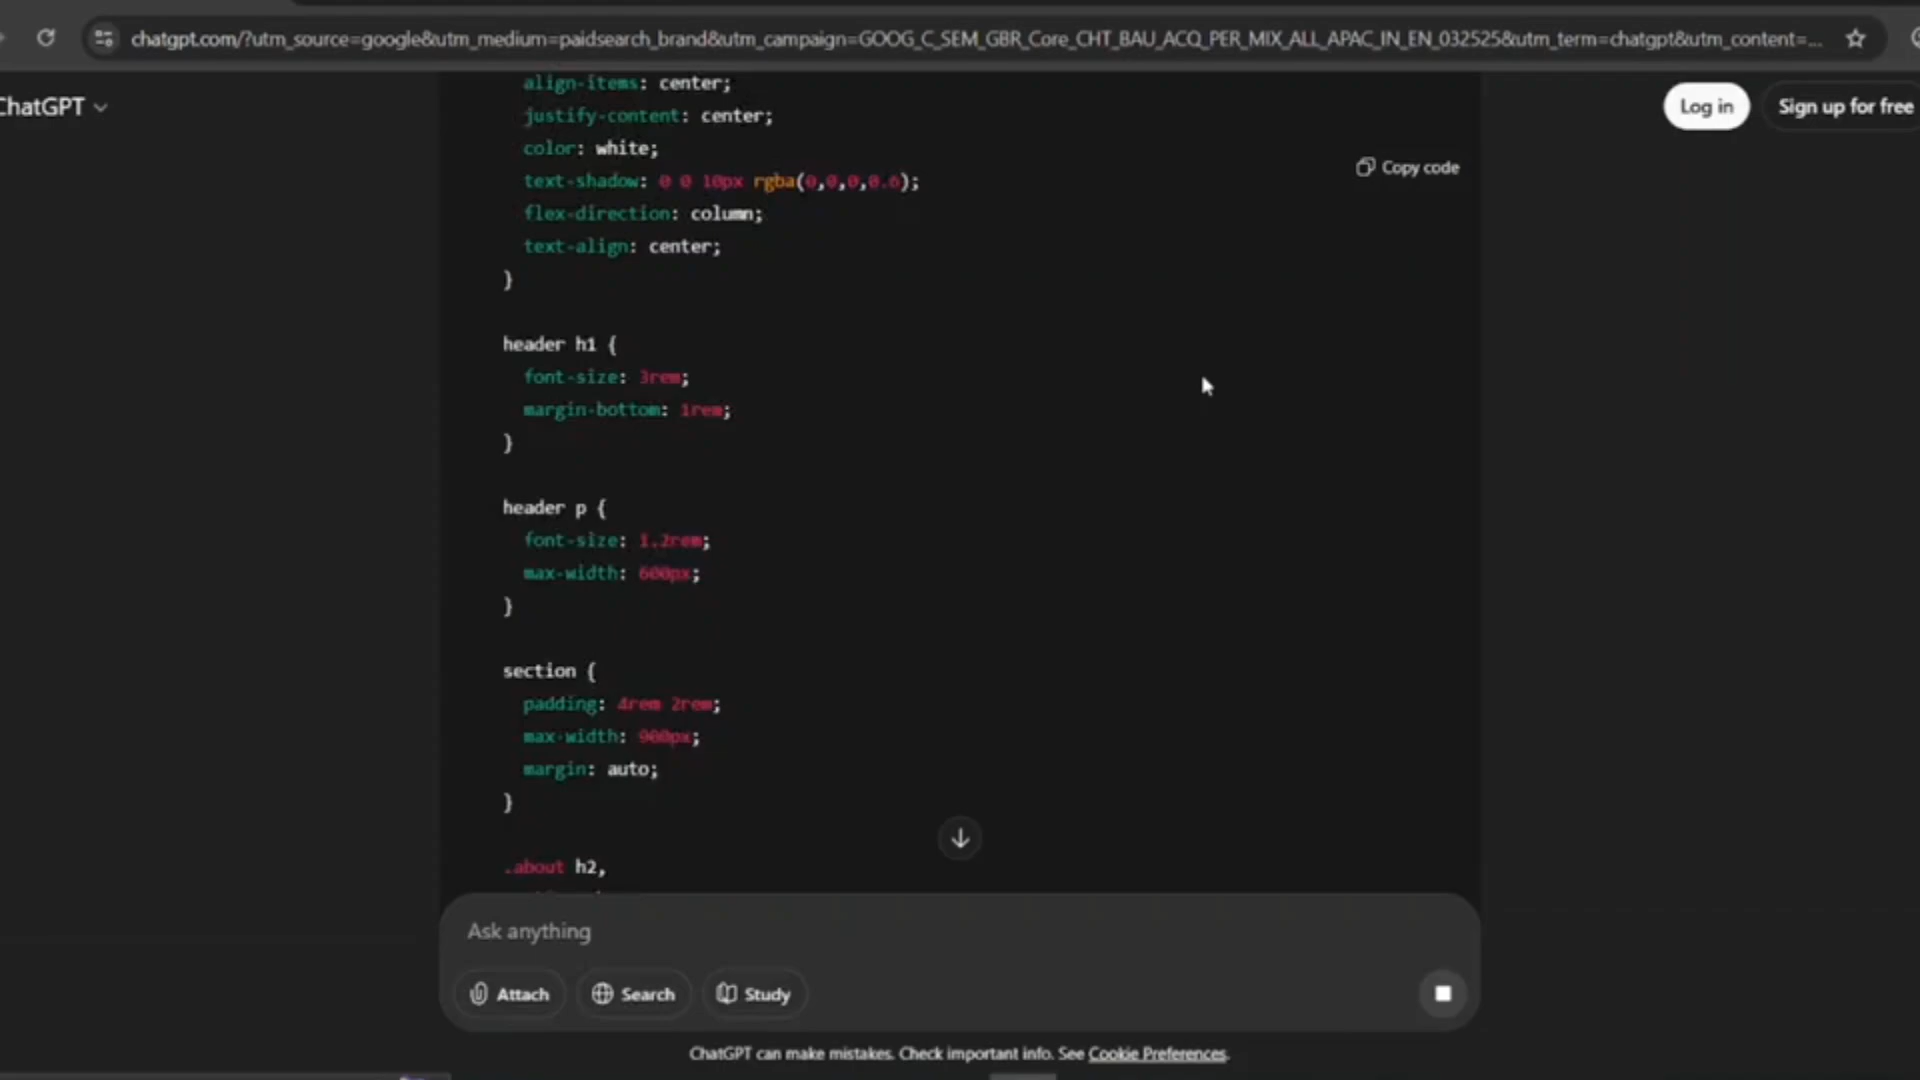 chatgpt.com/?utm_source=google&utm_medium=paidsearch_brand&utm_campaign=GOOG_C_SEM_GBR_Core_CHT_BAU_ACQ_PER_MIX_ALL_APAC_IN_EN_032525&utm_term=chatgpt&utm_content=...
ChatGPT
Log in
Sign up for free
Copy code
align-items: center;
justify-content: center;
color: white;
text-shadow: 0 0 10px rgba(0,0,0,0.6);
flex-direction: column;
text-align: center;
}
header h1 {
font-size: 3rem;
margin-bottom: 1rem;
}
header p {
font-size: 1.2rem;
max-width: 600px;
}
section {
padding: 4rem 2rem;
max-width: 900px;
margin: auto;
}
.about h2,
Ask anything
Attach
Search
Study
ChatGPT can make mistakes. Check important info. See Cookie Preferences.